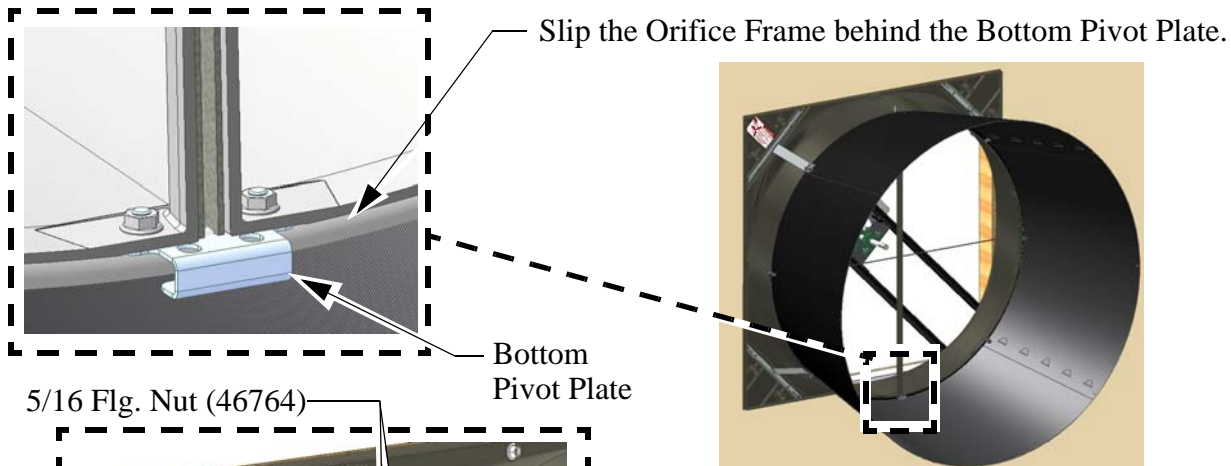 Slip the Orifice Frame behind the Bottom Pivot Plate.
Bottom
Pivot Plate
5/16 Flg. Nut (46764)